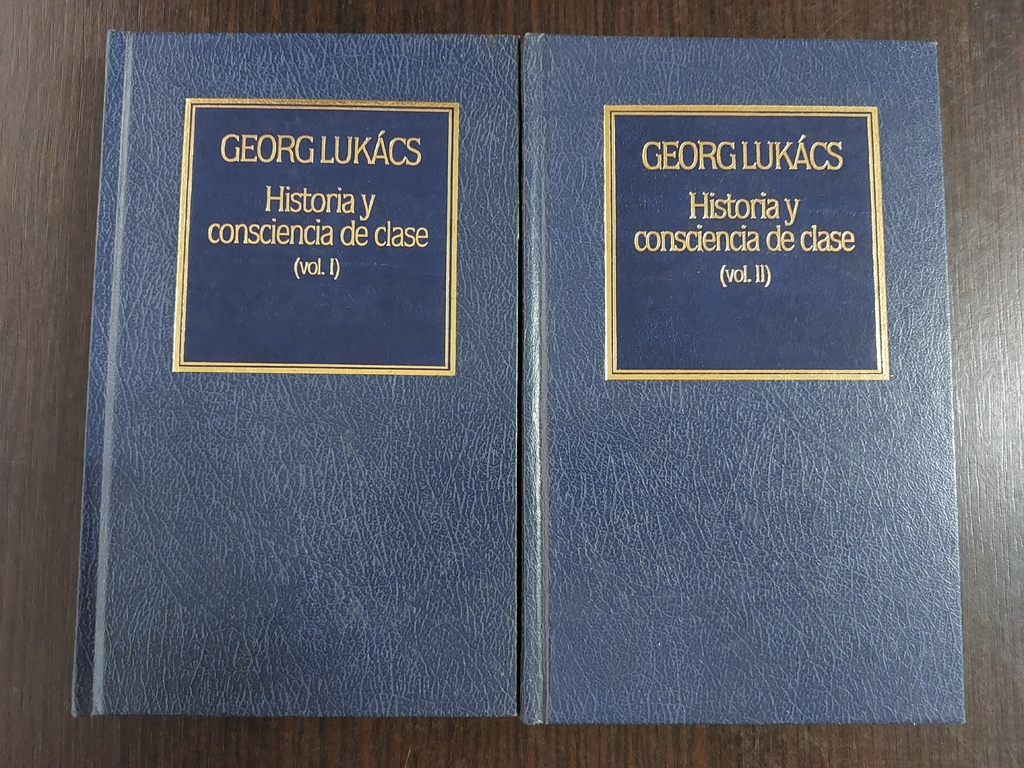 GEORG LUKÁCS
Historia y
consciencia de clase
(vol. I)
GEORG LUKÁCS
Historia y
consciencia de clase
(vol. II)